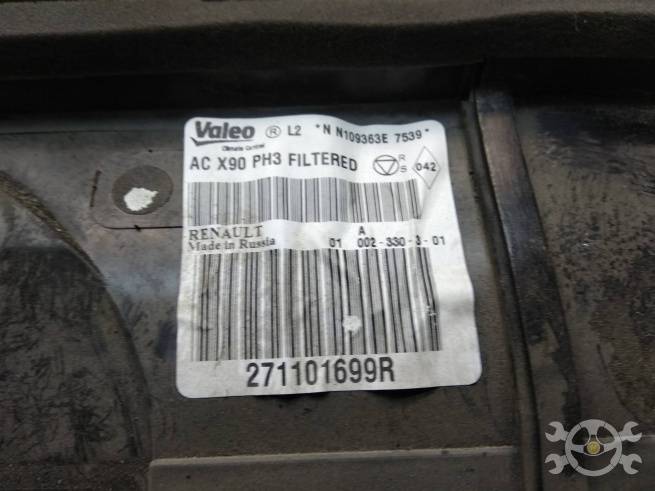 Valeo ® L2 *N N109363E 7539*
Climate Control
AC X90 PH3 FILTERED R S 042
RENAULT A
Made in Russia 01 002-330-3-01
271101699R